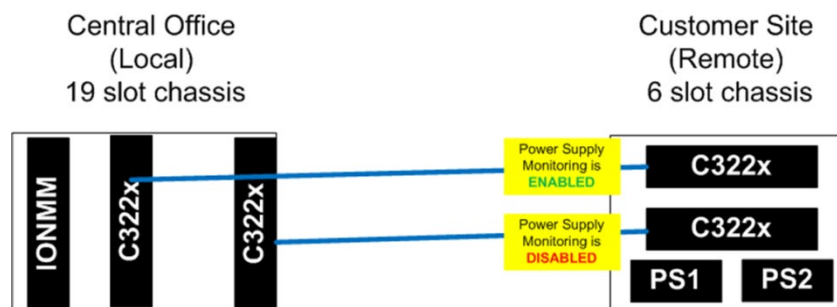 Central Office
(Local)
19 slot chassis
Customer Site
(Remote)
6 slot chassis
IONMM
C322x
C322x
Power Supply
Monitoring is
ENABLED
C322x
Power Supply
Monitoring is
DISABLED
C322x
PS1
PS2